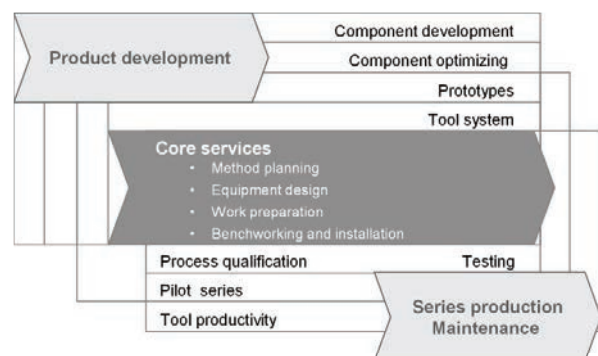 Component development
Product development
Component optimizing
Prototypes
Tool system
Core services
• Method planning
• Equipment design
• Work preparation
• Benchworking and installation
Process qualification
Testing
Pilot series
Series production
Maintenance
Tool productivity